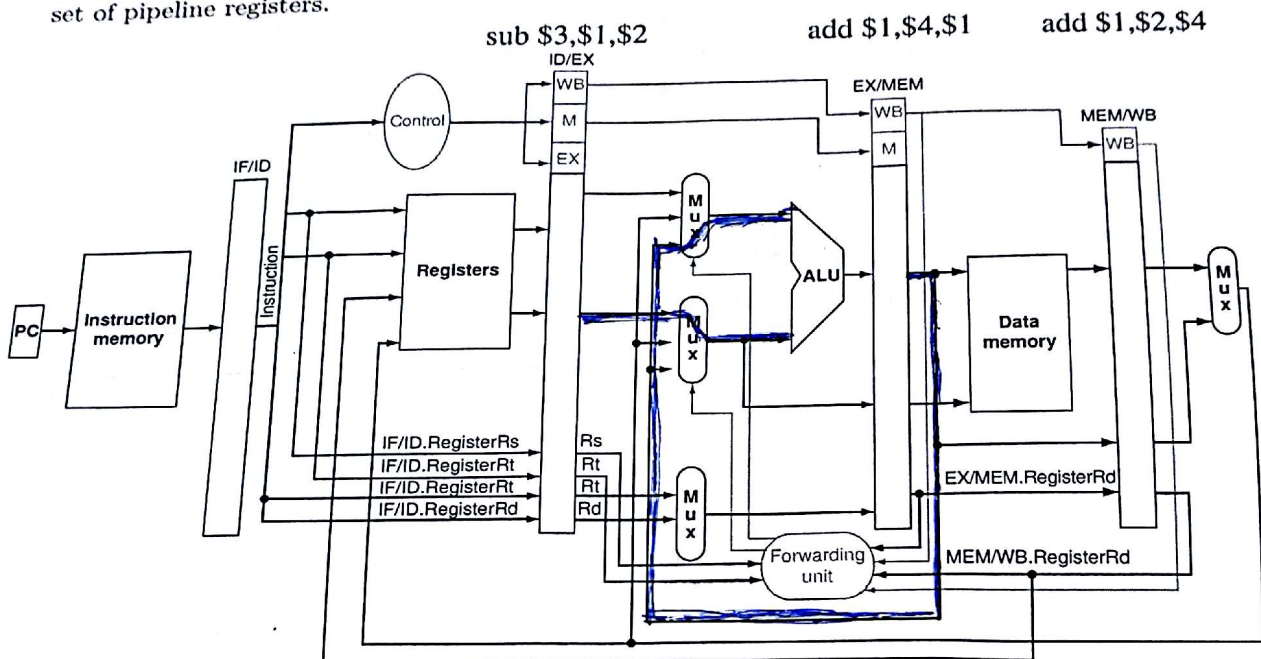 set of pipeline registers.
sub $3,$1,$2
add $1,$4,$1
add $1,$2,$4
ID/EX
WB
M
EX
EX/MEM
WB
M
MEM/WB
WB
Control
IF/ID
PC
Instruction
memory
Instruction
Registers
M
u
x
M
u
x
ALU
Data
memory
M
u
x
IF/ID.RegisterRs
IF/ID.RegisterRt
IF/ID.RegisterRt
IF/ID.RegisterRd
Rs
Rt
Rt
Rd
M
u
x
EX/MEM.RegisterRd
Forwarding
unit
MEM/WB.RegisterRd